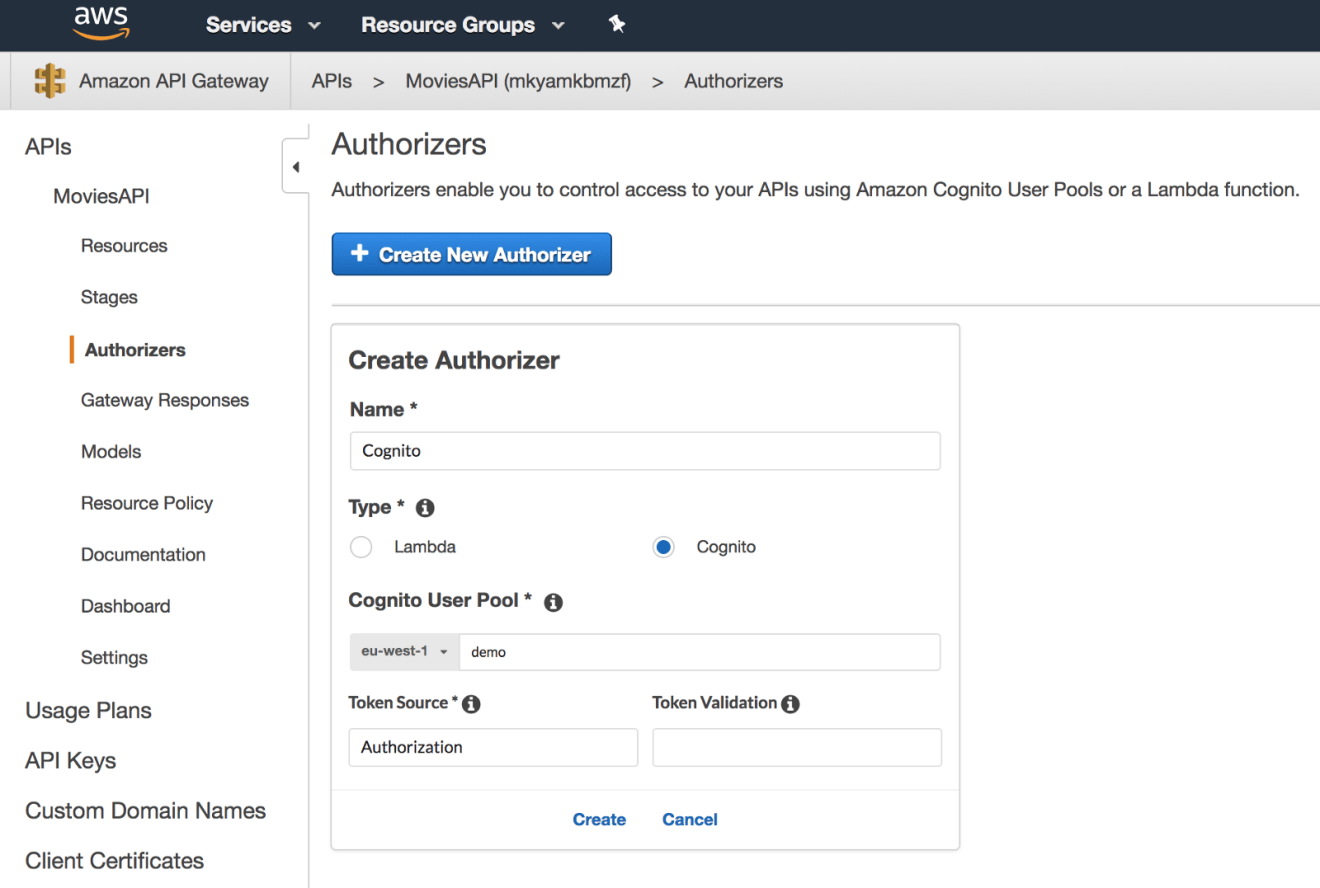 aws Services Resource Groups
Amazon API Gateway APIs > MoviesAPI (mkyamkbmzf) > Authorizers
APIs
MoviesAPI
Resources
Stages
Authorizers
Gateway Responses
Models
Resource Policy
Documentation
Dashboard
Settings
Usage Plans
API Keys
Custom Domain Names
Client Certificates
Authorizers
Authorizers enable you to control access to your APIs using Amazon Cognito User Pools or a Lambda function.
+ Create New Authorizer
Create Authorizer
Name *
Cognito
Type *
Lambda Cognito
Cognito User Pool *
eu-west-1 demo
Token Source * Token Validation
Authorization
Create Cancel